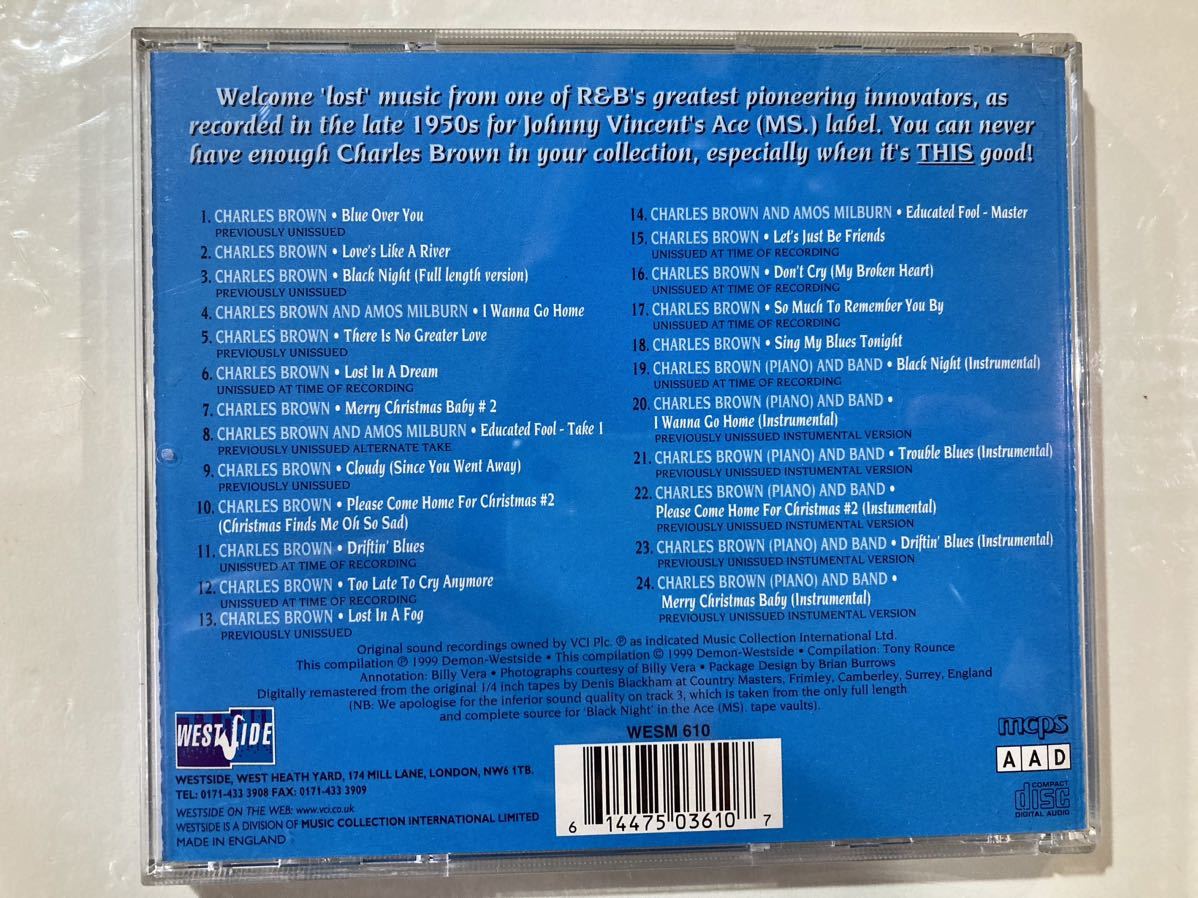 Welcome 'lost' music from one of R&B's greatest pioneering innovators, as
recorded in the late 1950s for Johnny Vincent's Ace (MS.) label. You can never
have enough Charles Brown in your collection, especially when it's THIS good!
1. CHARLES BROWN • Blue Over You
PREVIOUSLY UNISSUED
2. CHARLES BROWN • Love's Like A River
3. CHARLES BROWN • Black Night (Full length version)
PREVIOUSLY UNISSUED
4. CHARLES BROWN AND AMOS MILBURN • I Wanna Go Home
5. CHARLES BROWN • There Is No Greater Love
PREVIOUSLY UNISSUED
6. CHARLES BROWN • Lost In A Dream
UNISSUED AT TIME OF RECORDING
7. CHARLES BROWN • Merry Christmas Baby # 2
8. CHARLES BROWN AND AMOS MILBURN • Educated Fool - Take 1
PREVIOUSLY UNISSUED ALTERNATE TAKE
9. CHARLES BROWN • Cloudy (Since You Went Away)
PREVIOUSLY UNISSUED
10. CHARLES BROWN • Please Come Home For Christmas #2
(Christmas Finds Me Oh So Sad)
11. CHARLES BROWN • Driftin' Blues
UNISSUED AT TIME OF RECORDING
12. CHARLES BROWN • Too Late To Cry Anymore
UNISSUED AT TIME OF RECORDING
13. CHARLES BROWN • Lost In A Fog
PREVIOUSLY UNISSUED
14. CHARLES BROWN AND AMOS MILBURN • Educated Fool - Master
15. CHARLES BROWN • Let's Just Be Friends
UNISSUED AT TIME OF RECORDING
16. CHARLES BROWN • Don't Cry (My Broken Heart)
UNISSUED AT TIME OF RECORDING
17. CHARLES BROWN • So Much To Remember You By
UNISSUED AT TIME OF RECORDING
18. CHARLES BROWN • Sing My Blues Tonight
19. CHARLES BROWN (PIANO) AND BAND • Black Night (Instrumental)
UNISSUED AT TIME OF RECORDING
20. CHARLES BROWN (PIANO) AND BAND •
I Wanna Go Home (Instrumental)
PREVIOUSLY UNISSUED INSTUMENTAL VERSION
21. CHARLES BROWN (PIANO) AND BAND • Trouble Blues (Instrumental)
PREVIOUSLY UNISSUED INSTUMENTAL VERSION
22. CHARLES BROWN (PIANO) AND BAND •
Please Come Home For Christmas #2 (Instumental)
PREVIOUSLY UNISSUED INSTUMENTAL VERSION
23. CHARLES BROWN (PIANO) AND BAND • Driftin' Blues (Instrumental)
PREVIOUSLY UNISSUED INSTUMENTAL VERSION
24. CHARLES BROWN (PIANO) AND BAND •
Merry Christmas Baby (Instrumental)
PREVIOUSLY UNISSUED INSTUMENTAL VERSION
Original sound recordings owned by VCI Plc. ℗ as indicated Music Collection International Ltd.
This compilation ℗ 1999 Demon-Westside • This compilation © 1999 Demon-Westside • Compilation: Tony Rounce
Annotation: Billy Vera • Photographs courtesy of Billy Vera • Package Design by Brian Burrows
Digitally remastered from the original 1/4 inch tapes by Denis Blackham at Country Masters, Frimley, Camberley, Surrey, England
(NB: We apologise for the inferior sound quality on track 3, which is taken from the only full length
and complete source for 'Black Night' in the Ace (MS). tape vaults).
WESTSIDE
WESM 610
WESTSIDE, WEST HEATH YARD, 174 MILL LANE, LONDON, NW6 1TB.
TEL: 0171-433 3908 FAX: 0171-433 3909
WESTSIDE ON THE WEB: www.vci.co.uk
WESTSIDE IS A DIVISION OF MUSIC COLLECTION INTERNATIONAL LIMITED
MADE IN ENGLAND
6 14475 03610 7
mcps
AAD
COMPACT
disc
DIGITAL AUDIO